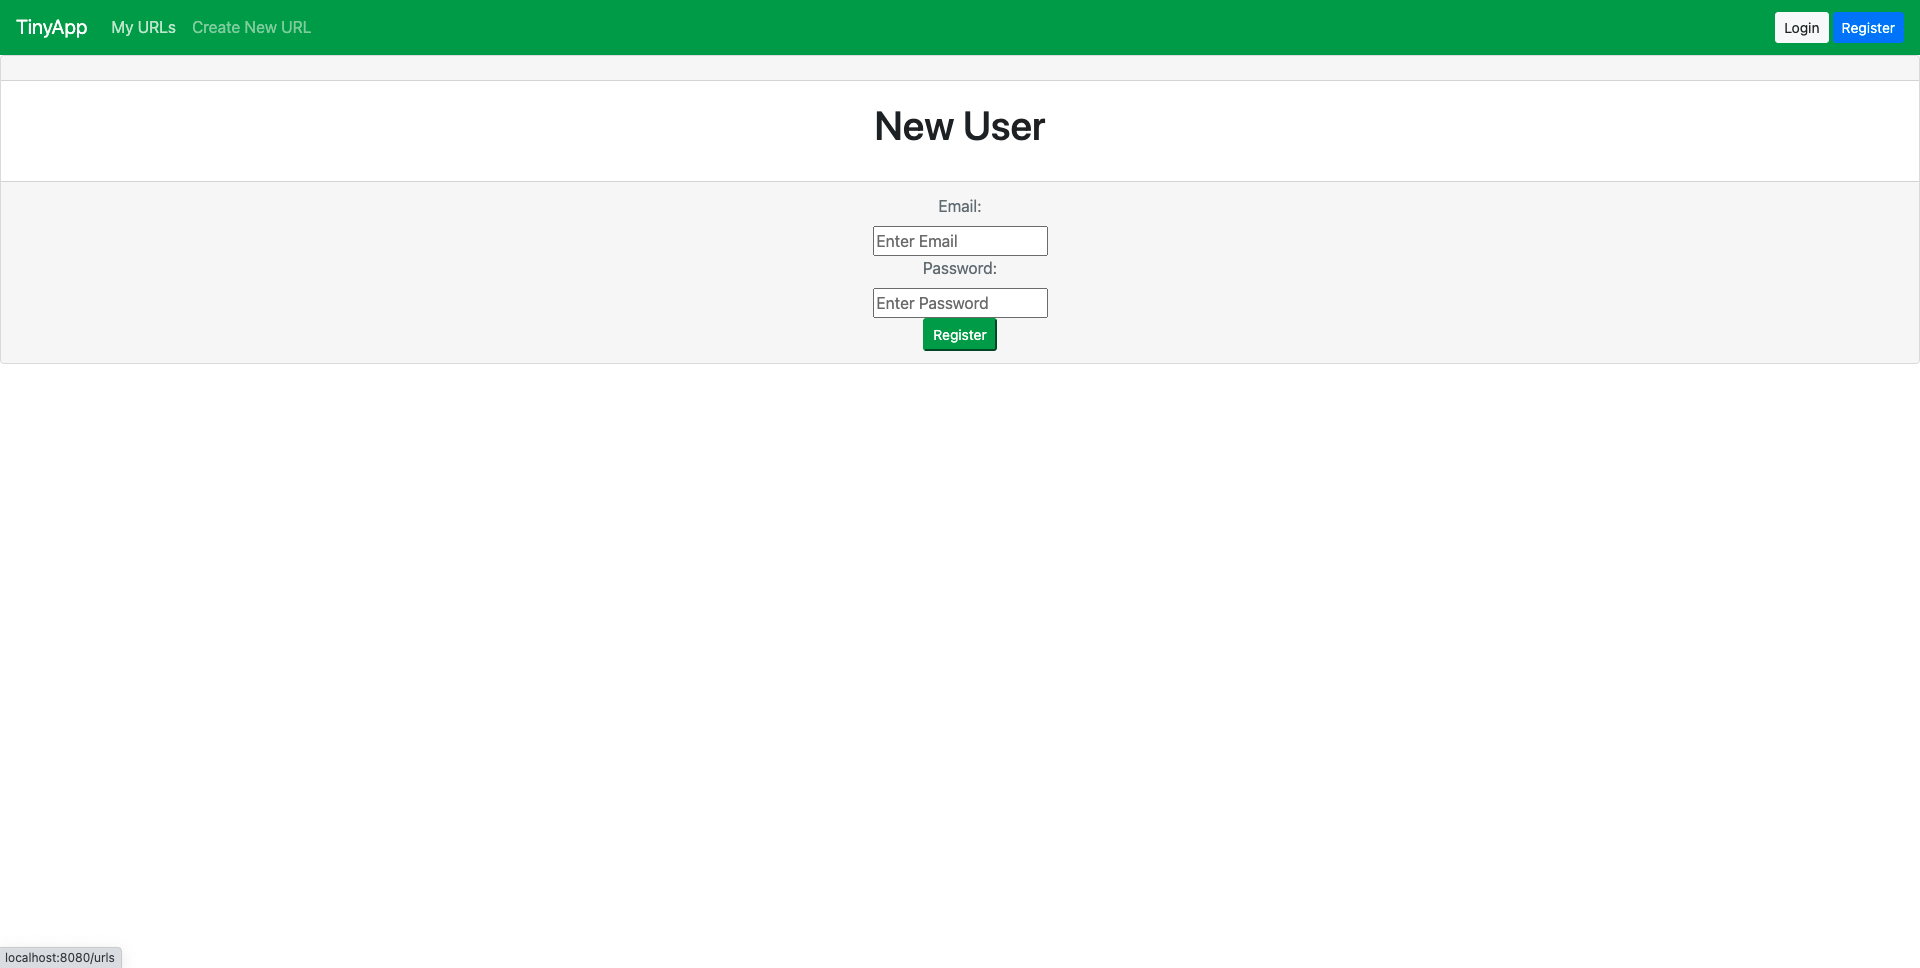 TinyApp My URLs Create New URL Login Register
New User
Email:
Enter Email
Password:
Enter Password
Register
localhost:8080/urls